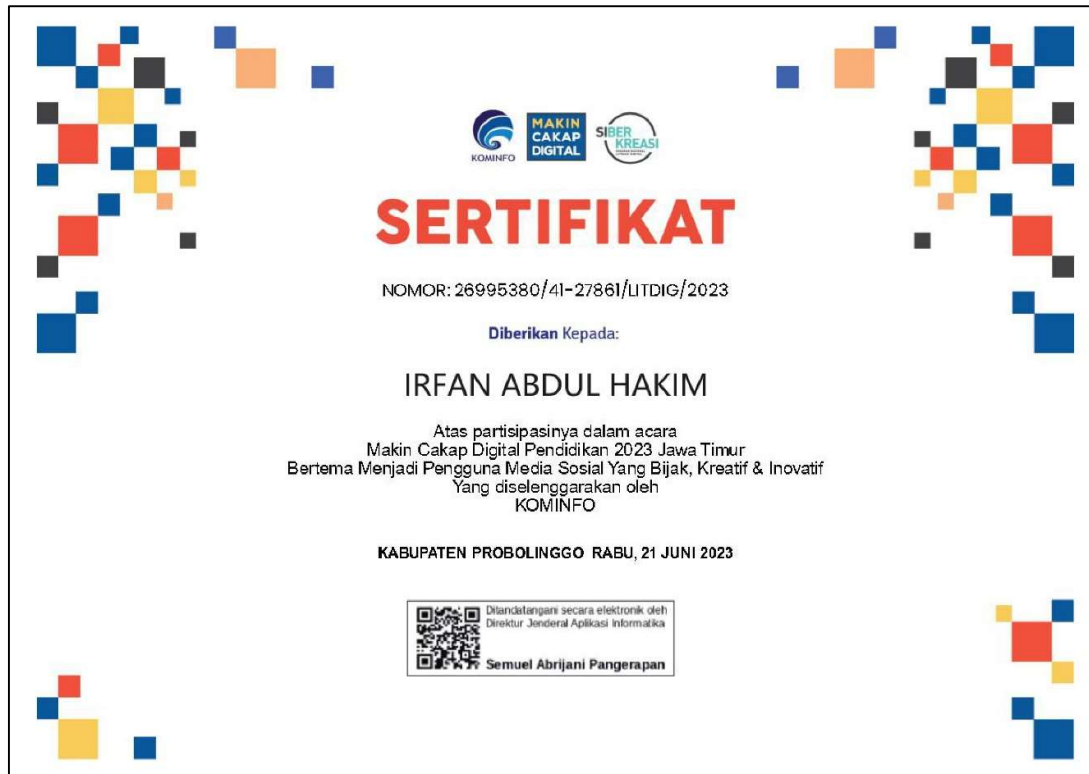 KOMINFO
MAKIN
CAKAP
DIGITAL
SIBER
KREASI
SERTIFIKAT
NOMOR: 26995380/41-27861/LITDIG/2023
Diberikan Kepada:
IRFAN ABDUL HAKIM
Atas partisipasinya dalam acara
Makin Cakap Digital Pendidikan 2023 Jawa Timur
Bertema Menjadi Pengguna Media Sosial Yang Bijak, Kreatif & Inovatif
Yang diselenggarakan oleh
KOMINFO
KABUPATEN PROBOLINGGO RABU, 21 JUNI 2023
Ditandatangani secara elektronik oleh
Direktur Jenderal Aplikasi Informatika
Semuel Abrijani Pangerapan